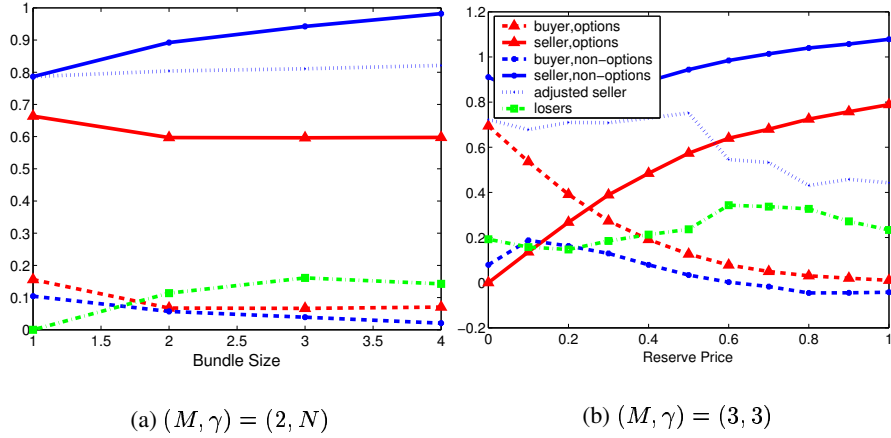 1
0.9
0.8
0.7
0.6
0.5
0.4
0.3
0.2
0.1
0
1 1.5 2 2.5 3 3.5 4
Bundle Size
(a) (M, γ) = (2, N)
1.2
1
0.8
0.6
0.4
0.2
0
−0.2
buyer,options
seller,options
buyer,non−options
seller,non−options
adjusted seller
losers
0 0.2 0.4 0.6 0.8 1
Reserve Price
(b) (M, γ) = (3, 3)